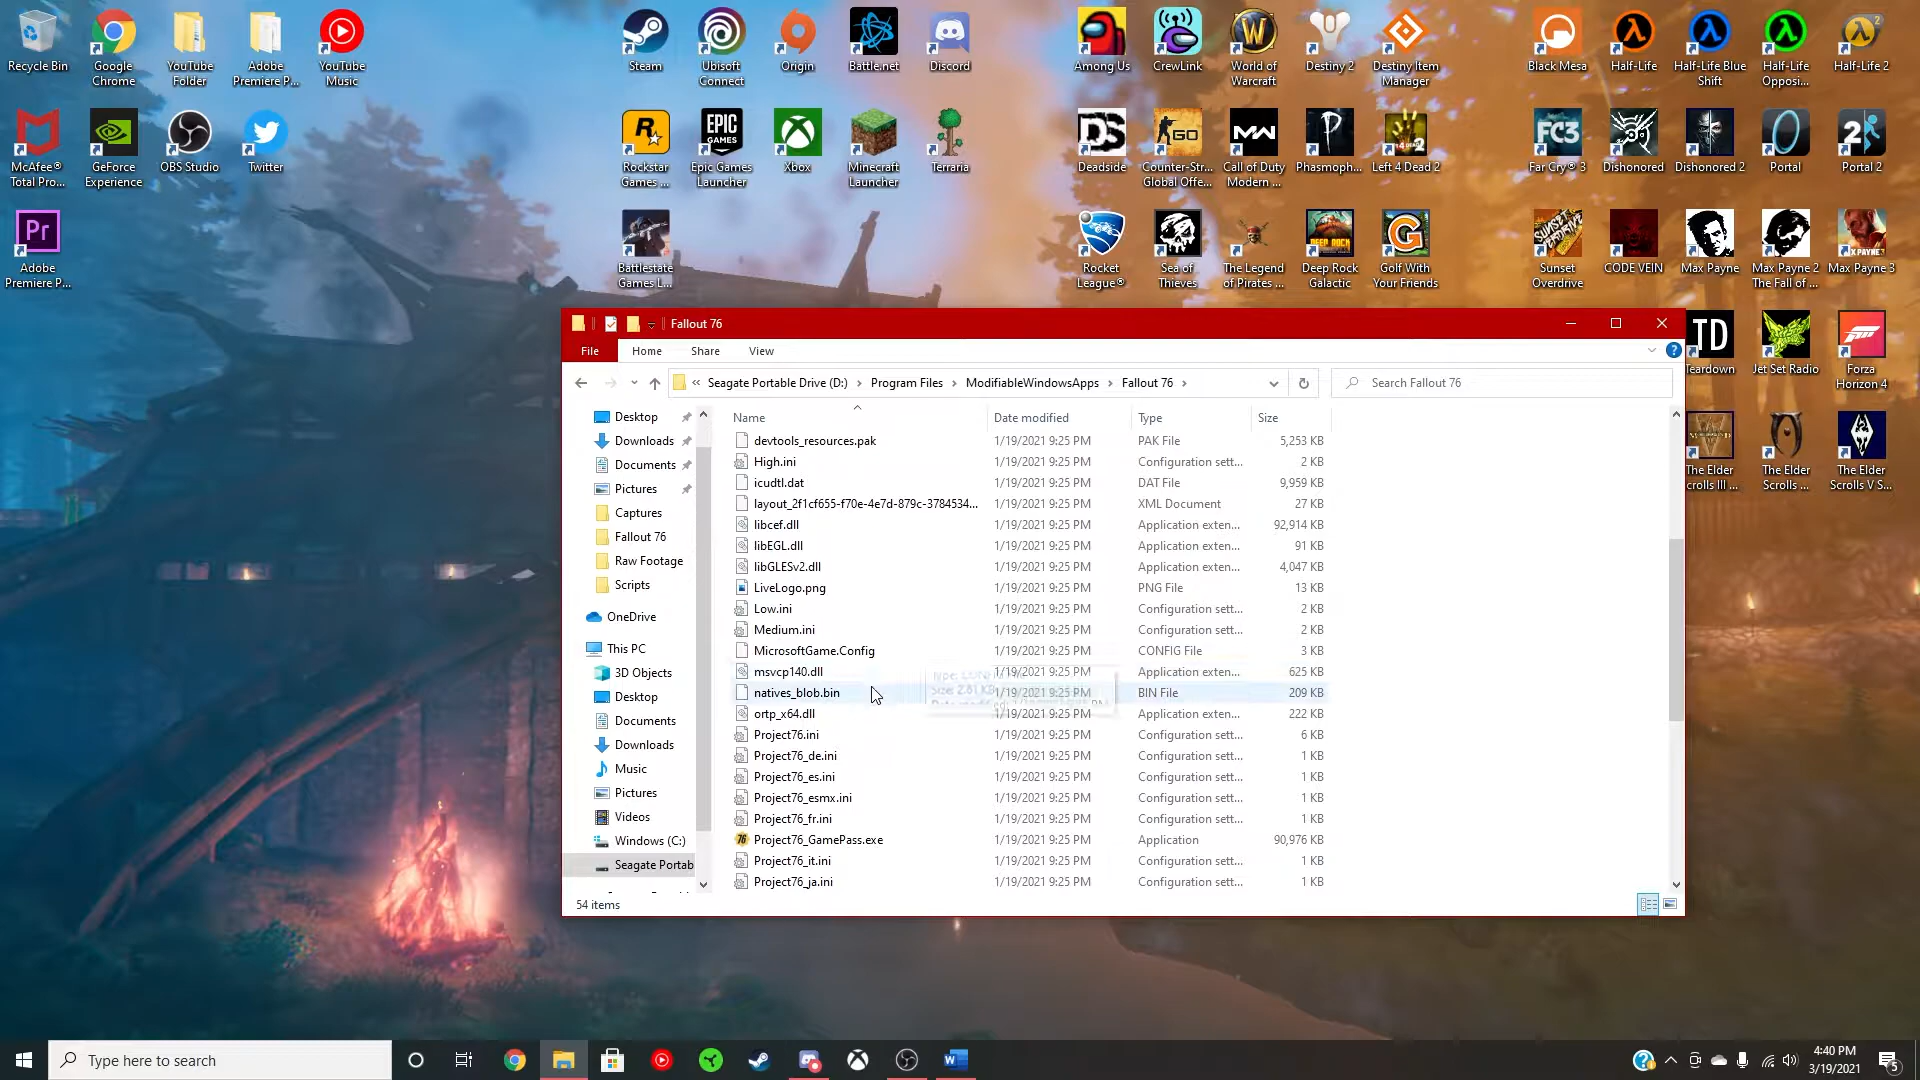 Recycle Bin
Google
Chrome
YouTube
Folder
Adobe
Premiere P...
YouTube
Music
Steam
Ubisoft
Connect
Origin
Battle.net
Discord
Among Us
CrewLink
World of
Warcraft
Destiny 2
Destiny Item
Manager
Black Mesa
Half-Life
Half-Life Blue
Shift
Half-Life
Opposi...
Half-Life 2
McAfee®
Total Pro...
GeForce
Experience
OBS Studio
Twitter
Rockstar
Games ...
Epic Games
Launcher
Xbox
Minecraft
Launcher
Terraria
Deadside
Counter-Str...
Global Offe...
Call of Duty
Modern ...
Phasmoph...
Left 4 Dead 2
Far Cry® 3
Dishonored
Dishonored 2
Portal
Portal 2
Adobe
Premiere P...
Battlestate
Games L...
Rocket
League®
Sea of
Thieves
The Legend
of Pirates ...
Deep Rock
Galactic
Golf With
Your Friends
Sunset
Overdrive
CODE VEIN
Max Payne
Max Payne 2
The Fall of ...
Max Payne 3
Teardown
Jet Set Radio
Forza
Horizon 4
The Elder
Scrolls ...
The Elder
Scrolls V S...
Fallout 76
File
Home
Share
View
« Seagate Portable Drive (D:) › Program Files › ModifiableWindowsApps › Fallout 76 ›
Search Fallout 76
Desktop
Downloads
Documents
Pictures
Captures
Fallout 76
Raw Footage
Scripts
OneDrive
This PC
3D Objects
Desktop
Documents
Downloads
Music
Pictures
Videos
Windows (C:)
Seagate Portab
Name Date modified Type Size
devtools_resources.pak 1/19/2021 9:25 PM PAK File 5,253 KB
High.ini 1/19/2021 9:25 PM Configuration sett... 2 KB
icudtl.dat 1/19/2021 9:25 PM DAT File 9,959 KB
layout_2f1cf655-f70e-4e7d-879c-3784534... 1/19/2021 9:25 PM XML Document 27 KB
libcef.dll 1/19/2021 9:25 PM Application exten... 92,914 KB
libEGL.dll 1/19/2021 9:25 PM Application exten... 91 KB
libGLESv2.dll 1/19/2021 9:25 PM Application exten... 4,047 KB
LiveLogo.png 1/19/2021 9:25 PM PNG File 13 KB
Low.ini 1/19/2021 9:25 PM Configuration sett... 2 KB
Medium.ini 1/19/2021 9:25 PM Configuration sett... 2 KB
MicrosoftGame.Config 1/19/2021 9:25 PM CONFIG File 3 KB
msvcp140.dll 1/19/2021 9:25 PM Application exten... 625 KB
natives_blob.bin 1/19/2021 9:25 PM BIN File 209 KB
ortp_x64.dll 1/19/2021 9:25 PM Application exten... 222 KB
Project76.ini 1/19/2021 9:25 PM Configuration sett... 6 KB
Project76_de.ini 1/19/2021 9:25 PM Configuration sett... 1 KB
Project76_es.ini 1/19/2021 9:25 PM Configuration sett... 1 KB
Project76_esmx.ini 1/19/2021 9:25 PM Configuration sett... 1 KB
Project76_fr.ini 1/19/2021 9:25 PM Configuration sett... 1 KB
Project76_GamePass.exe 1/19/2021 9:25 PM Application 90,976 KB
Project76_it.ini 1/19/2021 9:25 PM Configuration sett... 1 KB
Project76_ja.ini 1/19/2021 9:25 PM Configuration sett... 1 KB
54 items
Type here to search
4:40 PM
3/19/2021
5